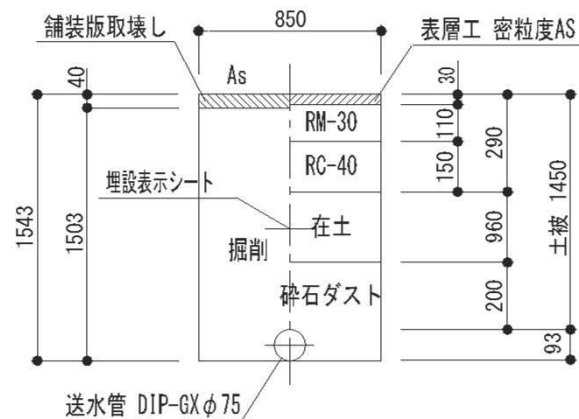 850
舗装版取壊し
表層工 密粒度AS
As
40
30
RM-30
110
RC-40
150
290
埋設表示シート
在土
960
土被 1450
1543
1503
掘削
砕石ダスト
200
93
送水管 DIP-GXφ75